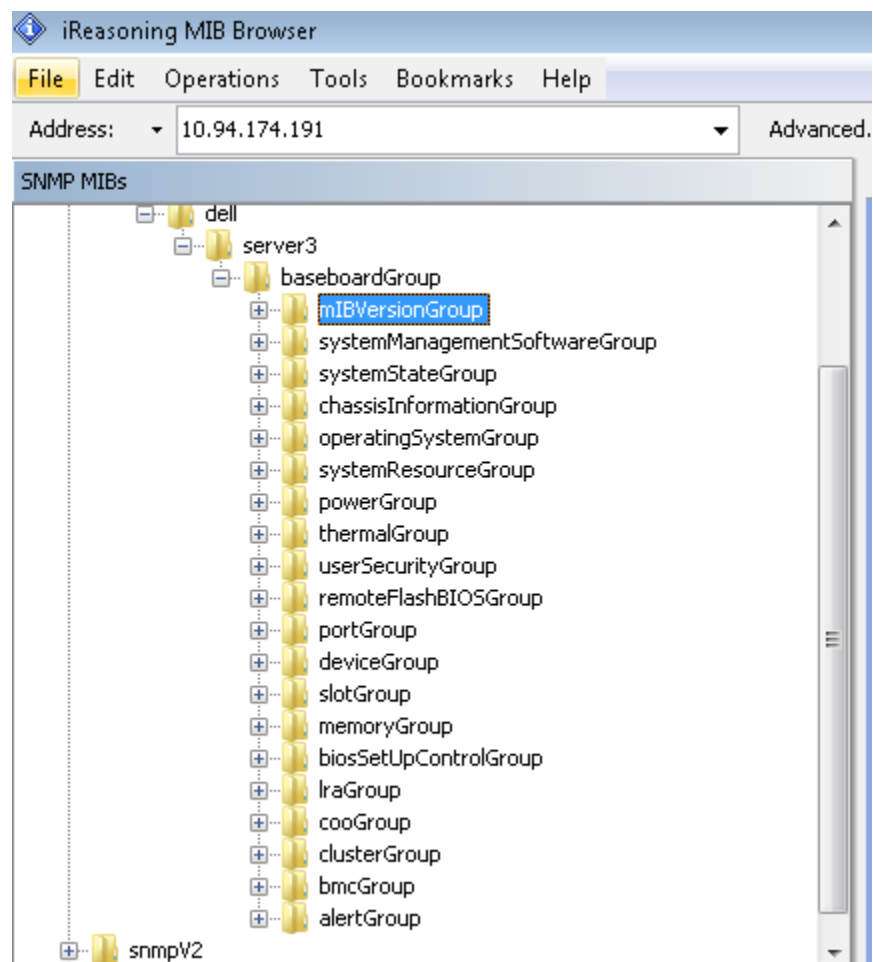 iReasoning MIB Browser
File Edit Operations Tools Bookmarks Help
Address: 10.94.174.191 Advanced.
SNMP MIBs
dell
server3
baseboardGroup
mIBVersionGroup
systemManagementSoftwareGroup
systemStateGroup
chassisInformationGroup
operatingSystemGroup
systemResourceGroup
powerGroup
thermalGroup
userSecurityGroup
remoteFlashBIOSGroup
portGroup
deviceGroup
slotGroup
memoryGroup
biosSetUpControlGroup
lraGroup
cooGroup
clusterGroup
bmcGroup
alertGroup
snmpV2